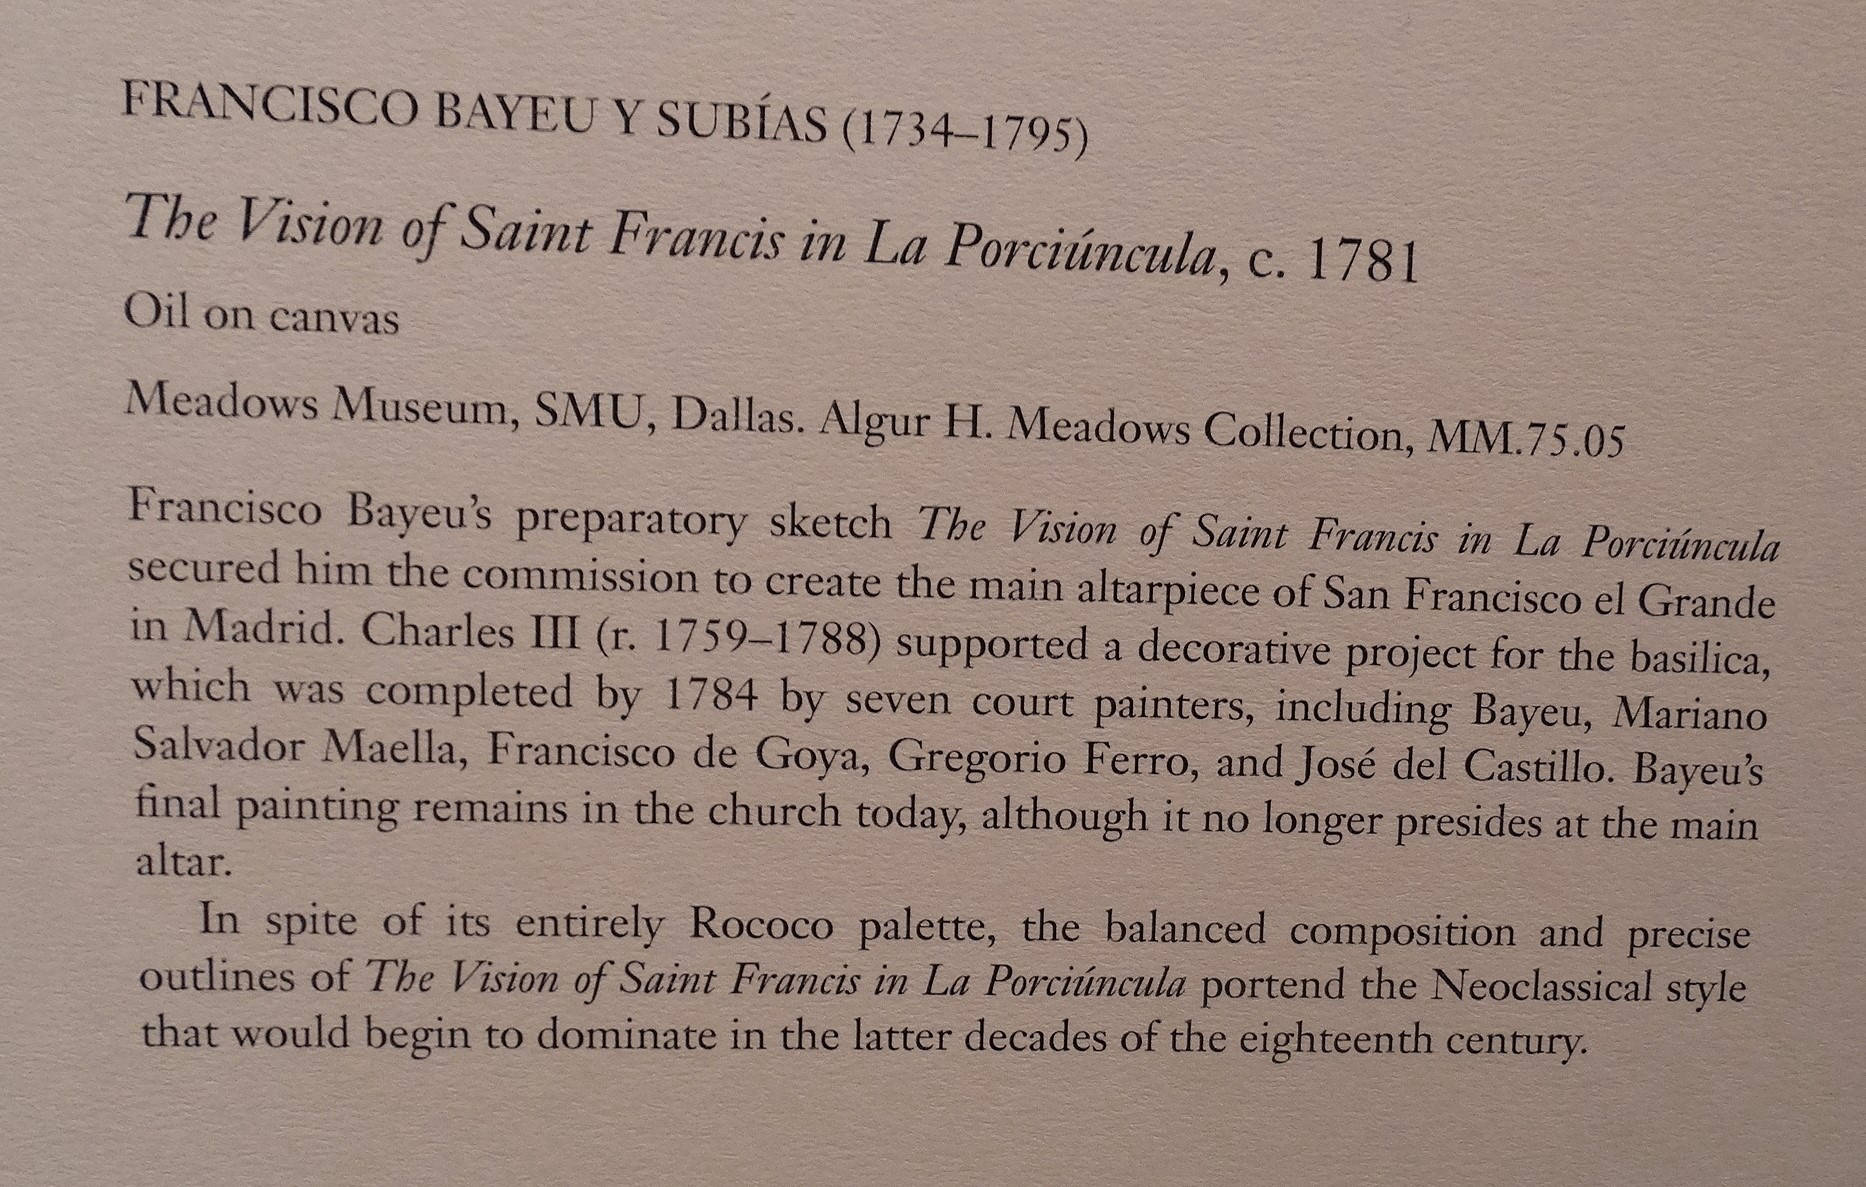 FRANCISCO BAYEU Y SUBÍAS (1734–1795)
The Vision of Saint Francis in La Porciúncula, c. 1781
Oil on canvas
Meadows Museum, SMU, Dallas. Algur H. Meadows Collection, MM.75.05
Francisco Bayeu’s preparatory sketch The Vision of Saint Francis in La Porciúncula
secured him the commission to create the main altarpiece of San Francisco el Grande
in Madrid. Charles III (r. 1759–1788) supported a decorative project for the basilica,
which was completed by 1784 by seven court painters, including Bayeu, Mariano
Salvador Maella, Francisco de Goya, Gregorio Ferro, and José del Castillo. Bayeu’s
final painting remains in the church today, although it no longer presides at the main
altar.
In spite of its entirely Rococo palette, the balanced composition and precise
outlines of The Vision of Saint Francis in La Porciúncula portend the Neoclassical style
that would begin to dominate in the latter decades of the eighteenth century.